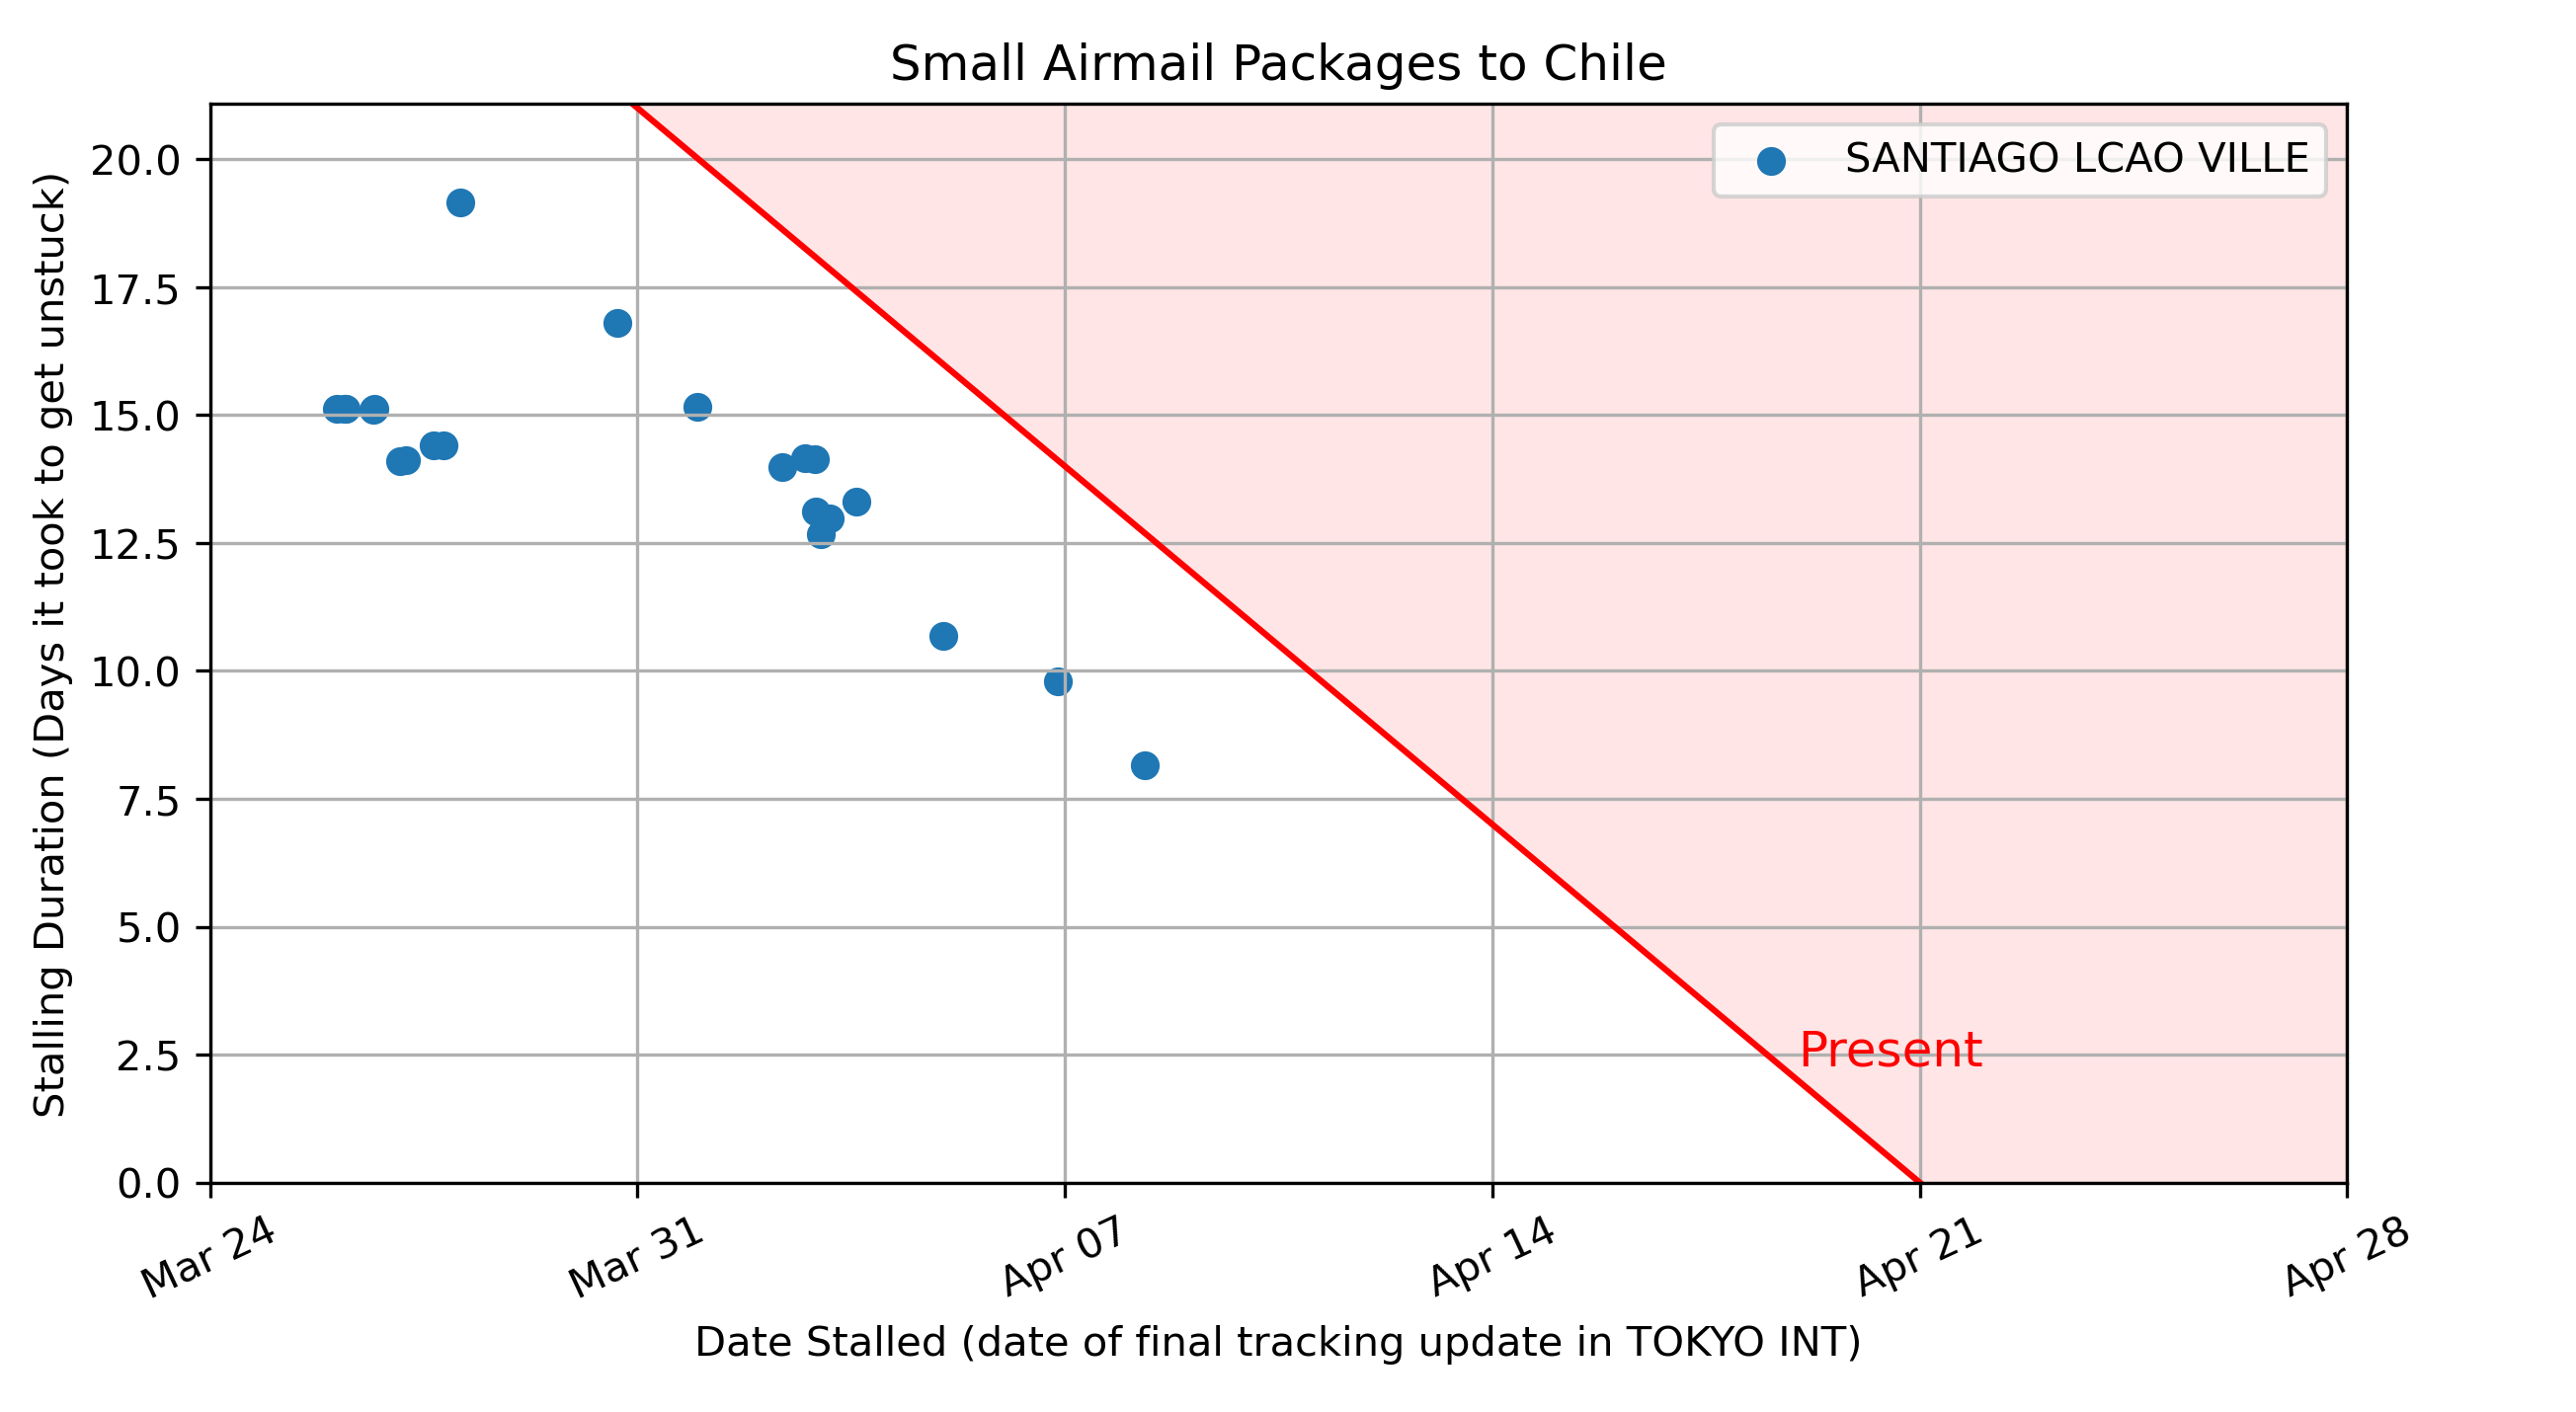 Small Airmail Packages to Chile
SANTIAGO LCAO VILLE
Stalling Duration (Days it took to get unstuck)
20.0
17.5
15.0
12.5
10.0
7.5
5.0
2.5
0.0
Present
Mar 24
Mar 31
Apr 07
Apr 14
Apr 21
Apr 28
Date Stalled (date of final tracking update in TOKYO INT)